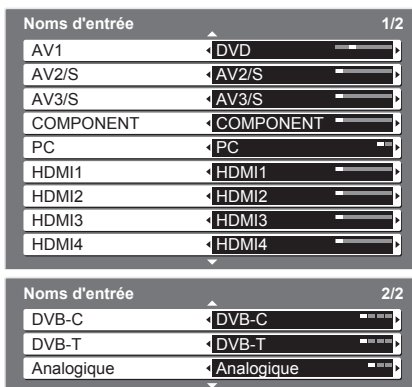 Noms d'entrée 1/2
AV1 DVD
AV2/S AV2/S
AV3/S AV3/S
COMPONENT COMPONENT
PC PC
HDMI1 HDMI1
HDMI2 HDMI2
HDMI3 HDMI3
HDMI4 HDMI4
Noms d'entrée 2/2
DVB-C DVB-C
DVB-T DVB-T
Analogique Analogique